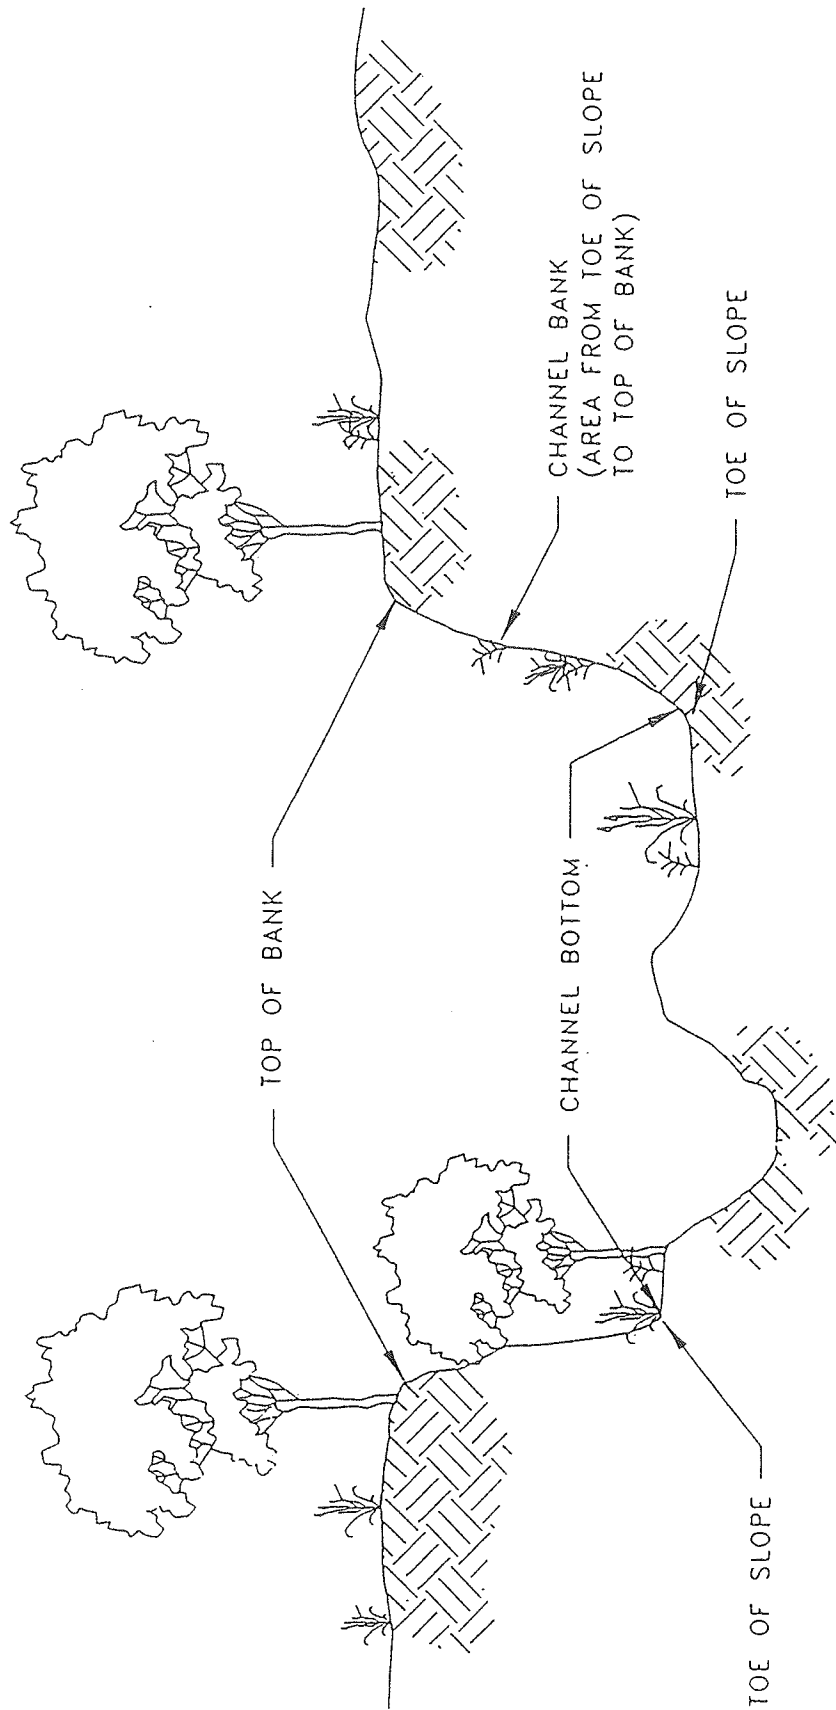 TOP OF BANK
CHANNEL BANK
(AREA FROM TOE OF SLOPE
TO TOP OF BANK)
CHANNEL BOTTOM
TOE OF SLOPE
TOE OF SLOPE